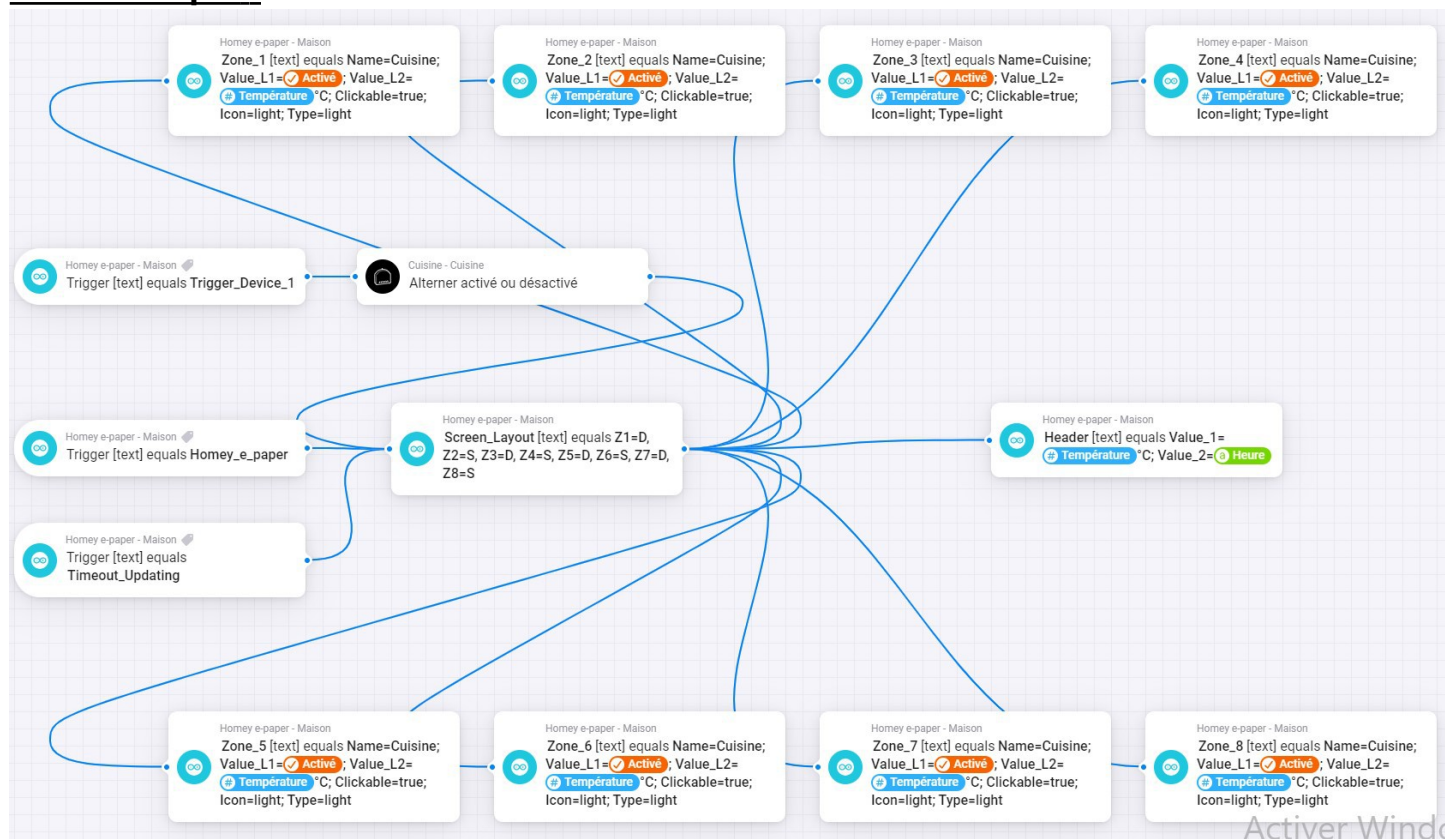 Homey e-paper - Maison
Zone_1 [text] equals Name=Cuisine;
Value_L1= Activé ; Value_L2=
# Température °C; Clickable=true;
Icon=light; Type=light
Homey e-paper - Maison
Zone_2 [text] equals Name=Cuisine;
Value_L1= Activé ; Value_L2=
# Température °C; Clickable=true;
Icon=light; Type=light
Homey e-paper - Maison
Zone_3 [text] equals Name=Cuisine;
Value_L1= Activé ; Value_L2=
# Température °C; Clickable=true;
Icon=light; Type=light
Homey e-paper - Maison
Zone_4 [text] equals Name=Cuisine;
Value_L1= Activé ; Value_L2=
# Température °C; Clickable=true;
Icon=light; Type=light
Homey e-paper - Maison
Trigger [text] equals Trigger_Device_1
Cuisine - Cuisine
Alterner activé ou désactivé
Homey e-paper - Maison
Trigger [text] equals Homey_e_paper
Homey e-paper - Maison
Screen_Layout [text] equals Z1=D,
Z2=S, Z3=D, Z4=S, Z5=D, Z6=S, Z7=D,
Z8=S
Homey e-paper - Maison
Header [text] equals Value_1=
# Température °C; Value_2= a Heure
Homey e-paper - Maison
Trigger [text] equals
Timeout_Updating
Homey e-paper - Maison
Zone_5 [text] equals Name=Cuisine;
Value_L1= Activé ; Value_L2=
# Température °C; Clickable=true;
Icon=light; Type=light
Homey e-paper - Maison
Zone_6 [text] equals Name=Cuisine;
Value_L1= Activé ; Value_L2=
# Température °C; Clickable=true;
Icon=light; Type=light
Homey e-paper - Maison
Zone_7 [text] equals Name=Cuisine;
Value_L1= Activé ; Value_L2=
# Température °C; Clickable=true;
Icon=light; Type=light
Homey e-paper - Maison
Zone_8 [text] equals Name=Cuisine;
Value_L1= Activé ; Value_L2=
# Température °C; Clickable=true;
Icon=light; Type=light
Activer Windo